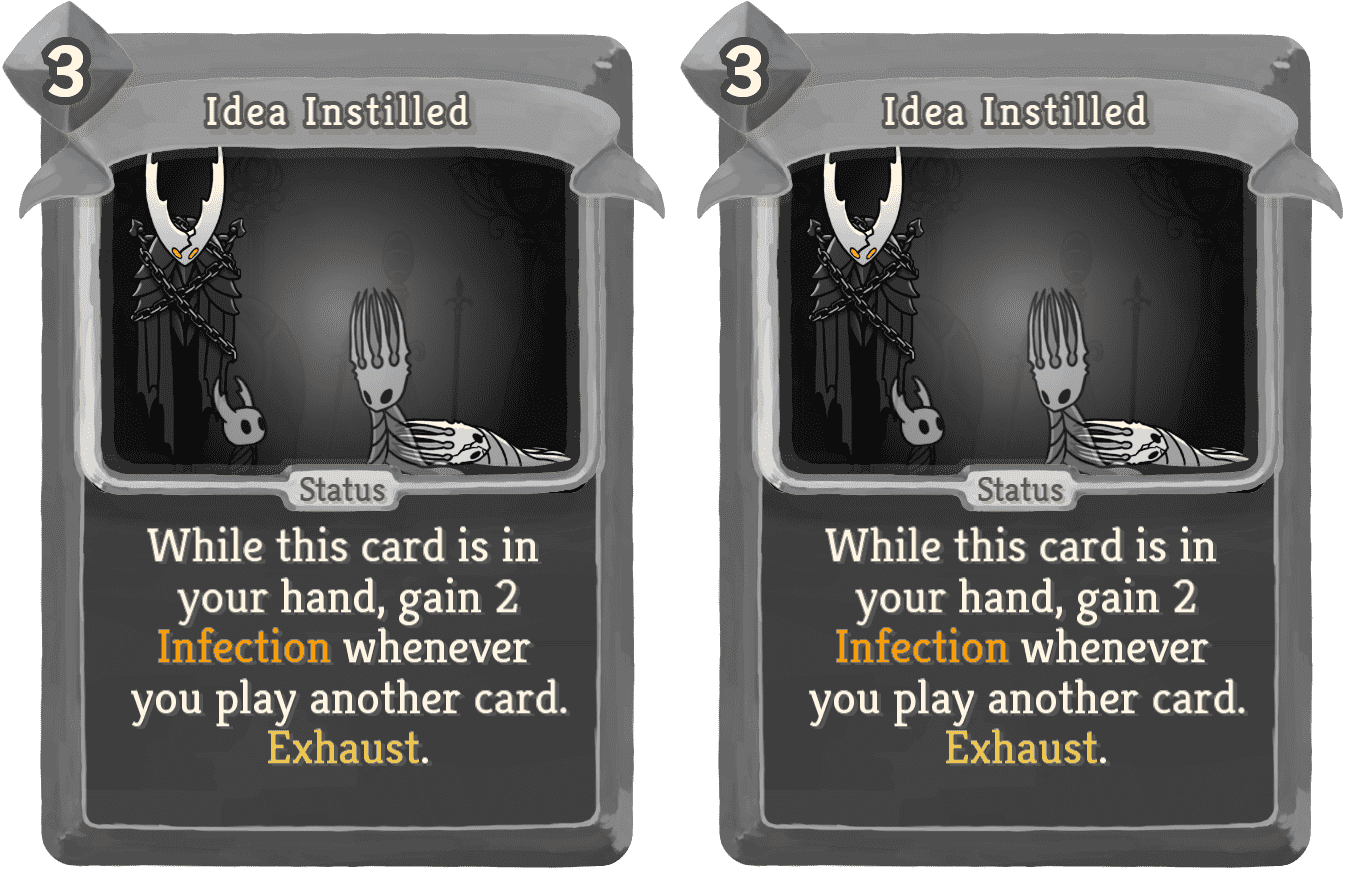 3
Idea Instilled
Status
While this card is in
your hand, gain 2
Infection whenever
you play another card.
Exhaust.
3
Idea Instilled
Status
While this card is in
your hand, gain 2
Infection whenever
you play another card.
Exhaust.